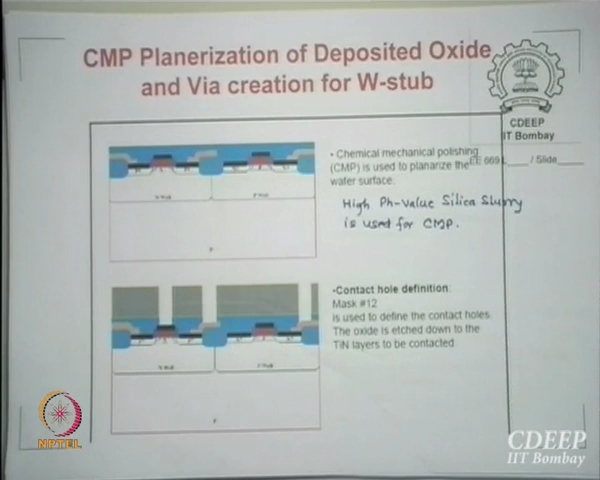 CMP Planerization of Deposited Oxide
and Via creation for W-stub
CDEEP
IIT Bombay
EE 669 L____ / Slide____
• Chemical mechanical polishing
(CMP) is used to planarize the
wafer surface.
High Ph-value Silica Slurry
is used for CMP.
•Contact hole definition:
Mask #12
is used to define the contact holes.
The oxide is etched down to the
TiN layers to be contacted
P
P
NPTEL
CDEEP
IIT Bombay